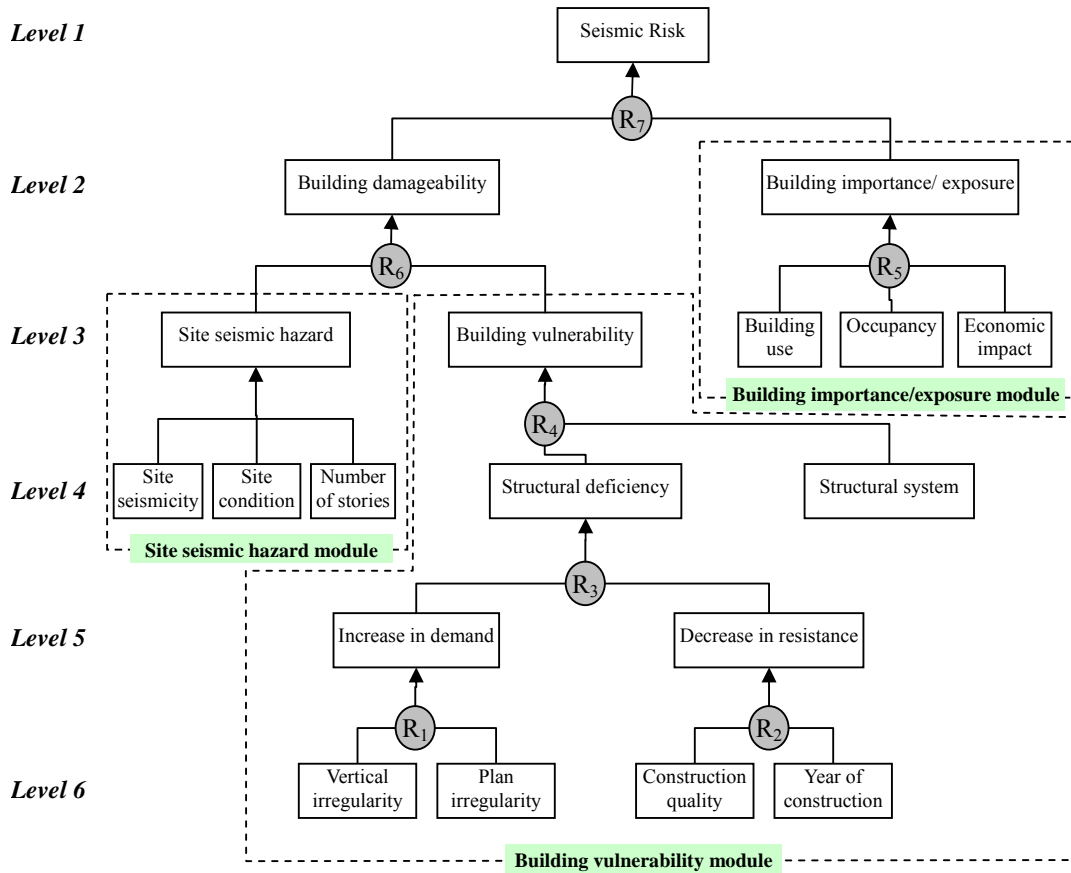 Level 1
Seismic Risk
R7
Level 2
Building damageability
Building importance/ exposure
R6
R5
Level 3
Site seismic hazard
Building vulnerability
Building
use
Occupancy
Economic
impact
Building importance/exposure module
R4
Level 4
Site
seismicity
Site
condition
Number
of stories
Structural deficiency
Structural system
Site seismic hazard module
R3
Level 5
Increase in demand
Decrease in resistance
R1
R2
Level 6
Vertical
irregularity
Plan
irregularity
Construction
quality
Year of
construction
Building vulnerability module